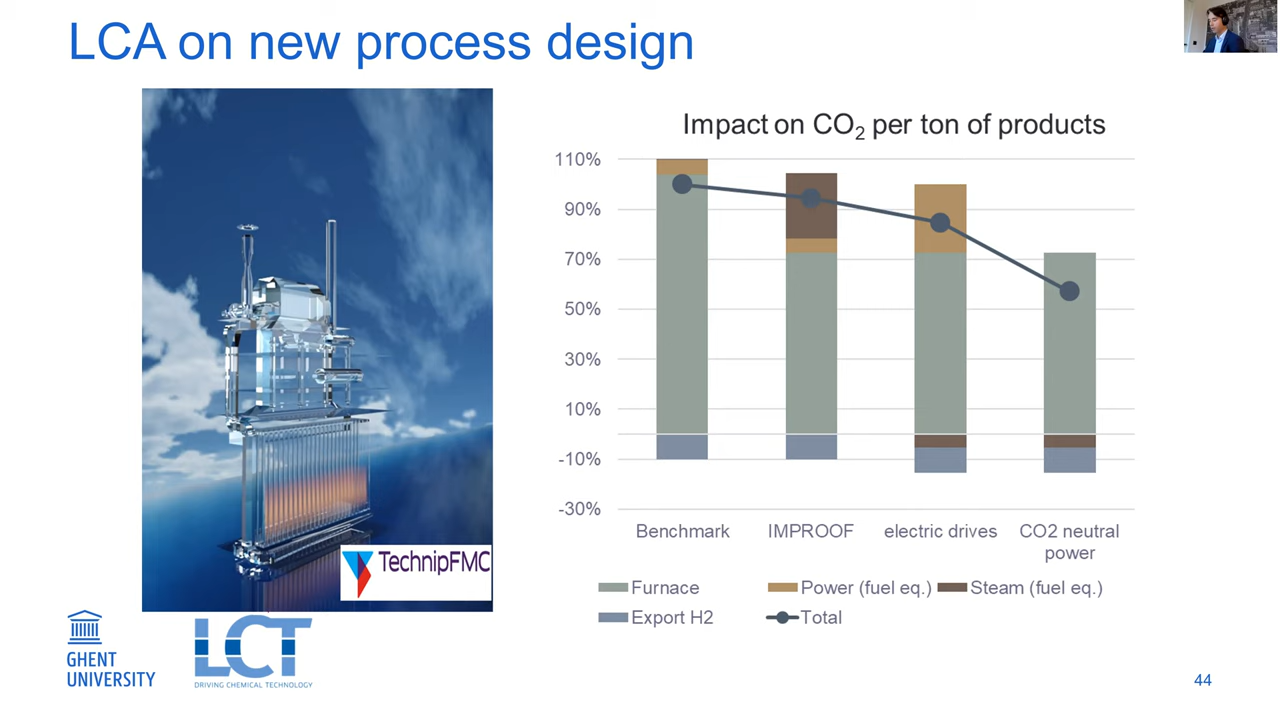 LCA on new process design
TechnipFMC
Impact on CO₂ per ton of products
110%
90%
70%
50%
30%
10%
-10%
-30%
Benchmark
IMPROOF
electric drives
CO2 neutral
power
Furnace
Power (fuel eq.)
Steam (fuel eq.)
Export H2
Total
GHENT
UNIVERSITY
LCT
DRIVING CHEMICAL TECHNOLOGY
44